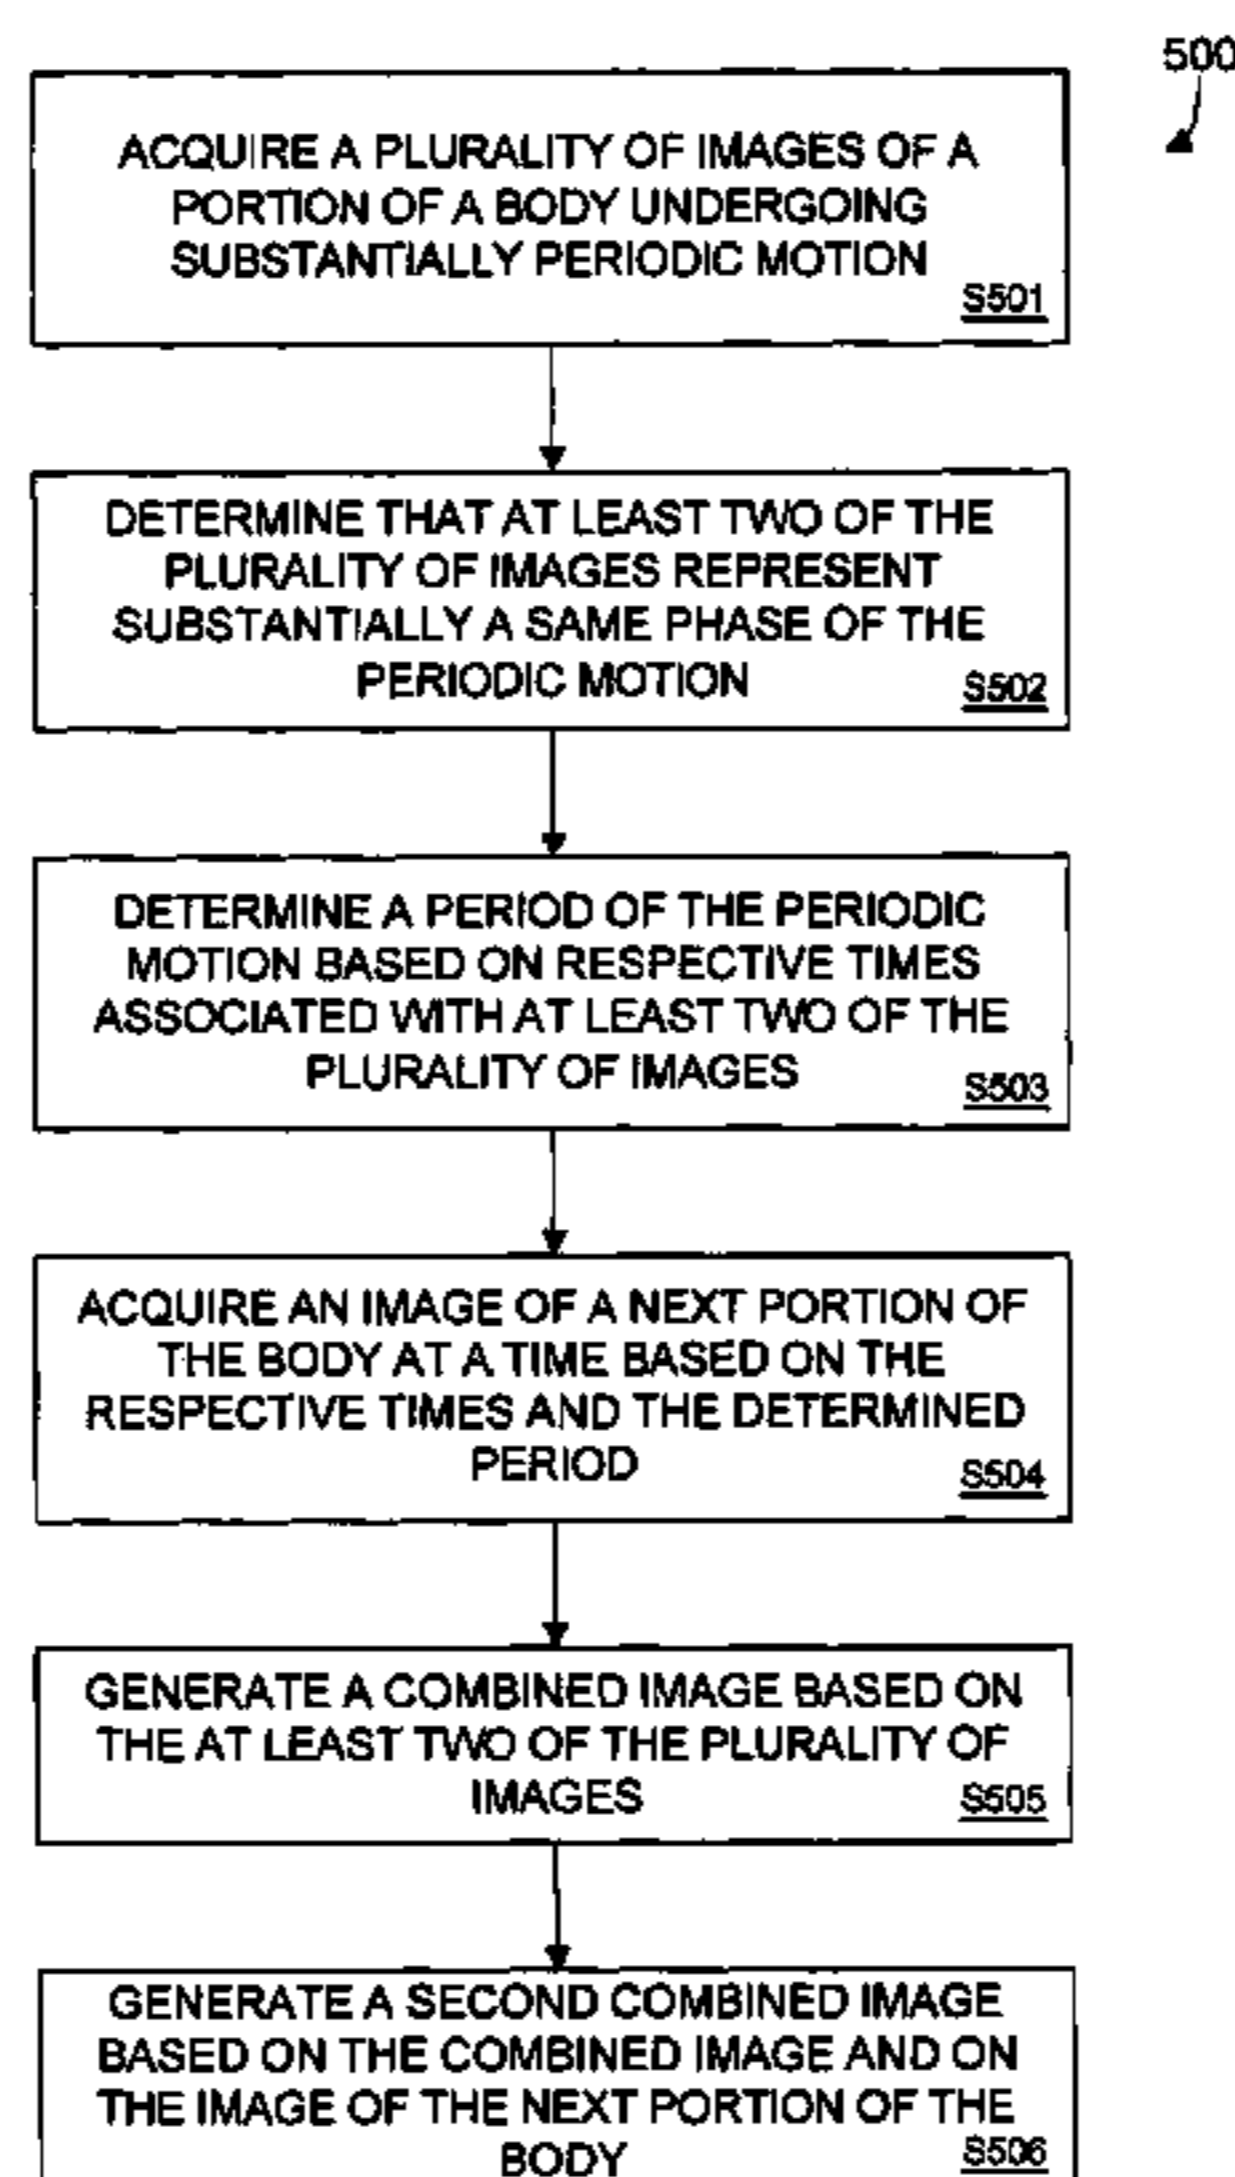 500
ACQUIRE A PLURALITY OF IMAGES OF A
PORTION OF A BODY UNDERGOING
SUBSTANTIALLY PERIODIC MOTION
S501
DETERMINE THAT AT LEAST TWO OF THE
PLURALITY OF IMAGES REPRESENT
SUBSTANTIALLY A SAME PHASE OF THE
PERIODIC MOTION
S502
DETERMINE A PERIOD OF THE PERIODIC
MOTION BASED ON RESPECTIVE TIMES
ASSOCIATED WITH AT LEAST TWO OF THE
PLURALITY OF IMAGES
S503
ACQUIRE AN IMAGE OF A NEXT PORTION OF
THE BODY AT A TIME BASED ON THE
RESPECTIVE TIMES AND THE DETERMINED
PERIOD
S504
GENERATE A COMBINED IMAGE BASED ON
THE AT LEAST TWO OF THE PLURALITY OF
IMAGES
S505
GENERATE A SECOND COMBINED IMAGE
BASED ON THE COMBINED IMAGE AND ON
THE IMAGE OF THE NEXT PORTION OF THE
BODY
S506